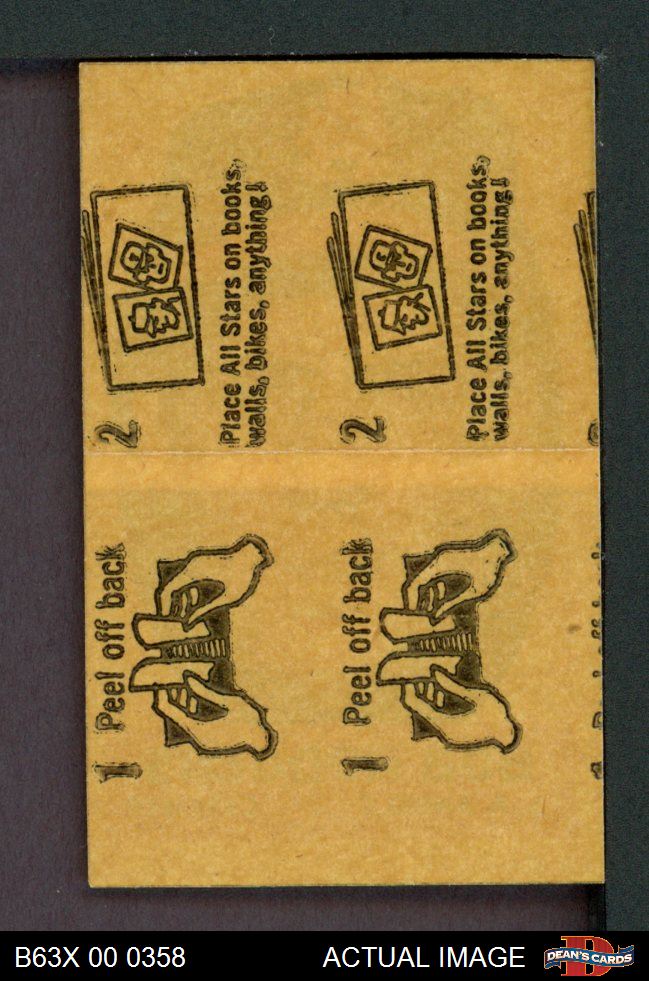 1 Peel off back
2
Place All Stars on books,
walls, bikes, anything!
1 Peel off back
2
Place All Stars on books,
walls, bikes, anything!
B63X 00 0358
ACTUAL IMAGE
DEAN'S CARDS